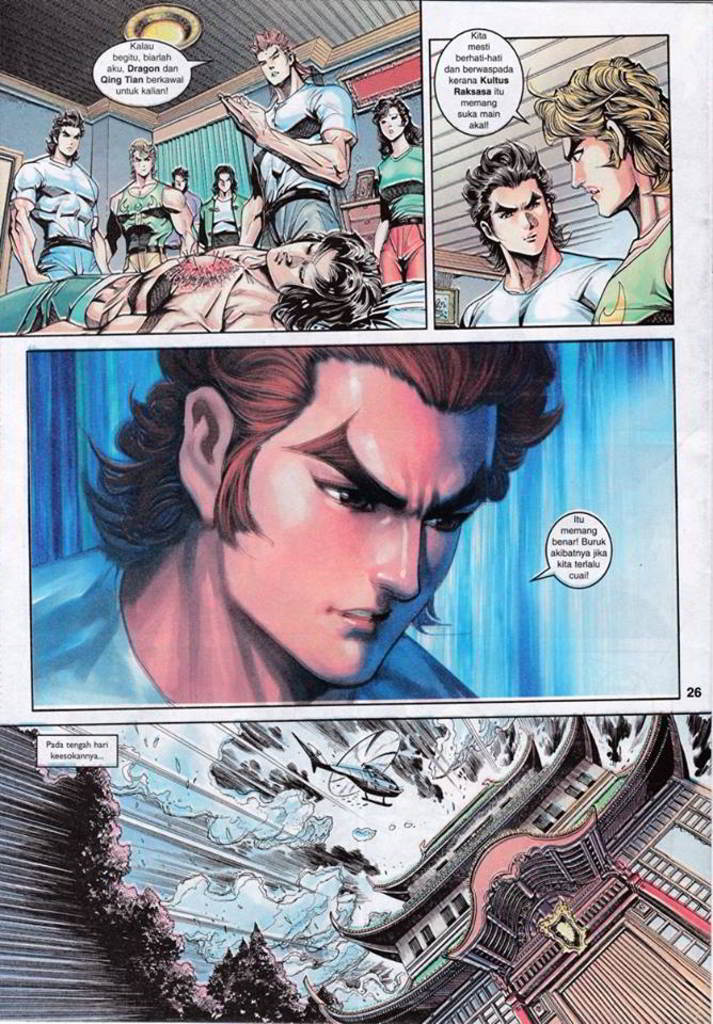 Kalau
begitu, biarlah
aku, Dragon dan
Qing Tian berkawal
untuk kalian!
Kita
mesti
berhati-hati
dan berwaspada
kerana Kultus
Raksasa itu
memang
suka main
akal!
Itu
memang
benar! Buruk
akibatnya jika
kita terlalu
cuai!
26
Pada tengah hari
keesokannya...